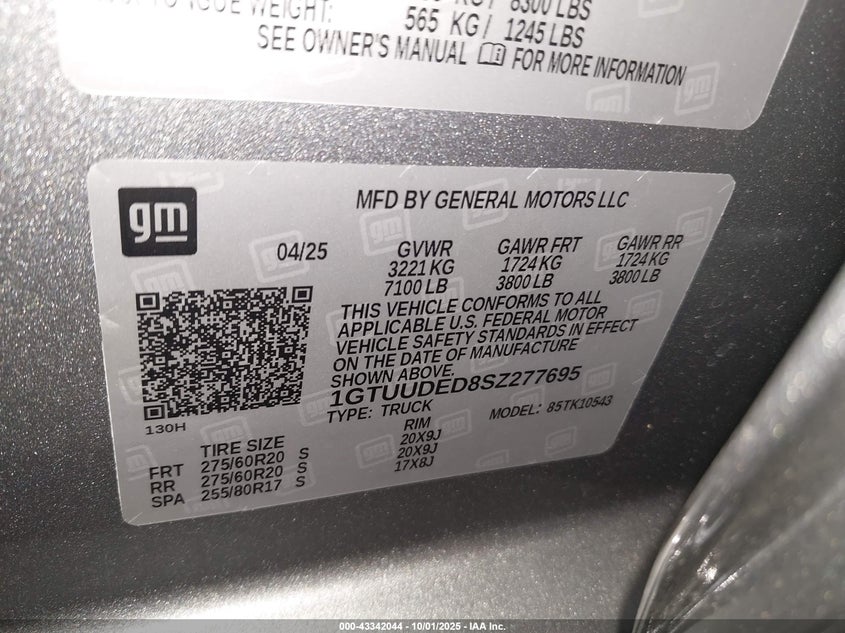 WEIGHT: 8300 LBS
565 KG / 1245 LBS
SEE OWNER'S MANUAL FOR MORE INFORMATION
gm
MFD BY GENERAL MOTORS LLC
04/25 GVWR GAWR FRT GAWR RR
3221 KG 1724 KG 1724 KG
7100 LB 3800 LB 3800 LB
THIS VEHICLE CONFORMS TO ALL
APPLICABLE U.S. FEDERAL MOTOR
VEHICLE SAFETY STANDARDS IN EFFECT
ON THE DATE OF MANUFACTURE
SHOWN ABOVE.
1GTUUDED8SZ277695
TYPE: TRUCK MODEL: 85TK10543
130H
TIRE SIZE RIM
FRT 275/60R20 S 20X9J
RR 275/60R20 S 20X9J
SPA 255/80R17 S 17X8J
000-43342044 - 10/01/2025 - IAA Inc.